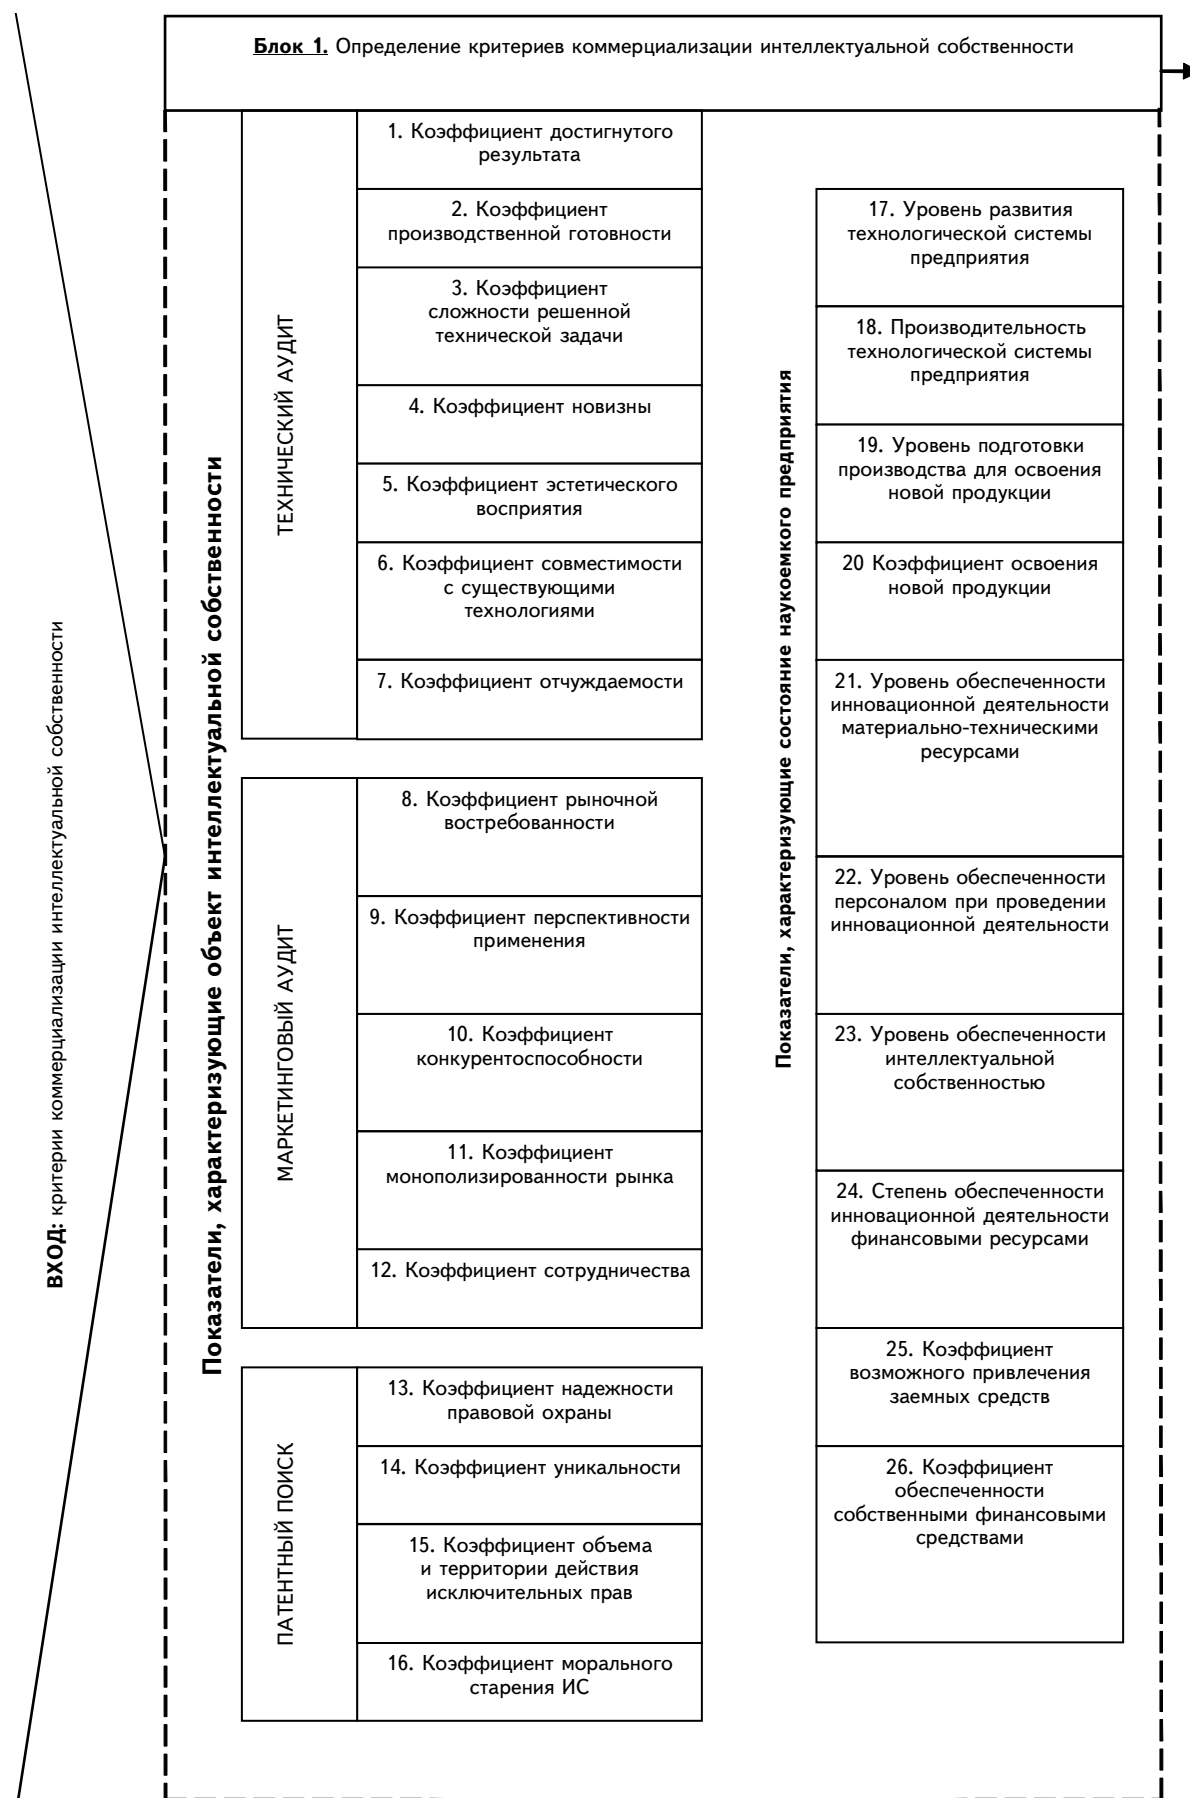 Блок 1. Определение критериев коммерциализации интеллектуальной собственности
ВХОД: критерии коммерциализации интеллектуальной собственности
Показатели, характеризующие объект интеллектуальной собственности
ТЕХНИЧЕСКИЙ АУДИТ
1. Коэффициент достигнутого
результата
2. Коэффициент
производственной готовности
3. Коэффициент
сложности решенной
технической задачи
4. Коэффициент новизны
5. Коэффициент эстетического
восприятия
6. Коэффициент совместимости
с существующими
технологиями
7. Коэффициент отчуждаемости
МАРКЕТИНГОВЫЙ АУДИТ
8. Коэффициент рыночной
востребованности
9. Коэффициент перспективности
применения
10. Коэффициент
конкурентоспособности
11. Коэффициент
монополизированности рынка
12. Коэффициент сотрудничества
ПАТЕНТНЫЙ ПОИСК
13. Коэффициент надежности
правовой охраны
14. Коэффициент уникальности
15. Коэффициент объема
и территории действия
исключительных прав
16. Коэффициент морального
старения ИС
Показатели, характеризующие состояние наукоемкого предприятия
17. Уровень развития
технологической системы
предприятия
18. Производительность
технологической системы
предприятия
19. Уровень подготовки
производства для освоения
новой продукции
20 Коэффициент освоения
новой продукции
21. Уровень обеспеченности
инновационной деятельности
материально-техническими
ресурсами
22. Уровень обеспеченности
персоналом при проведении
инновационной деятельности
23. Уровень обеспеченности
интеллектуальной
собственностью
24. Степень обеспеченности
инновационной деятельности
финансовыми ресурсами
25. Коэффициент
возможного привлечения
заемных средств
26. Коэффициент
обеспеченности
собственными финансовыми
средствами